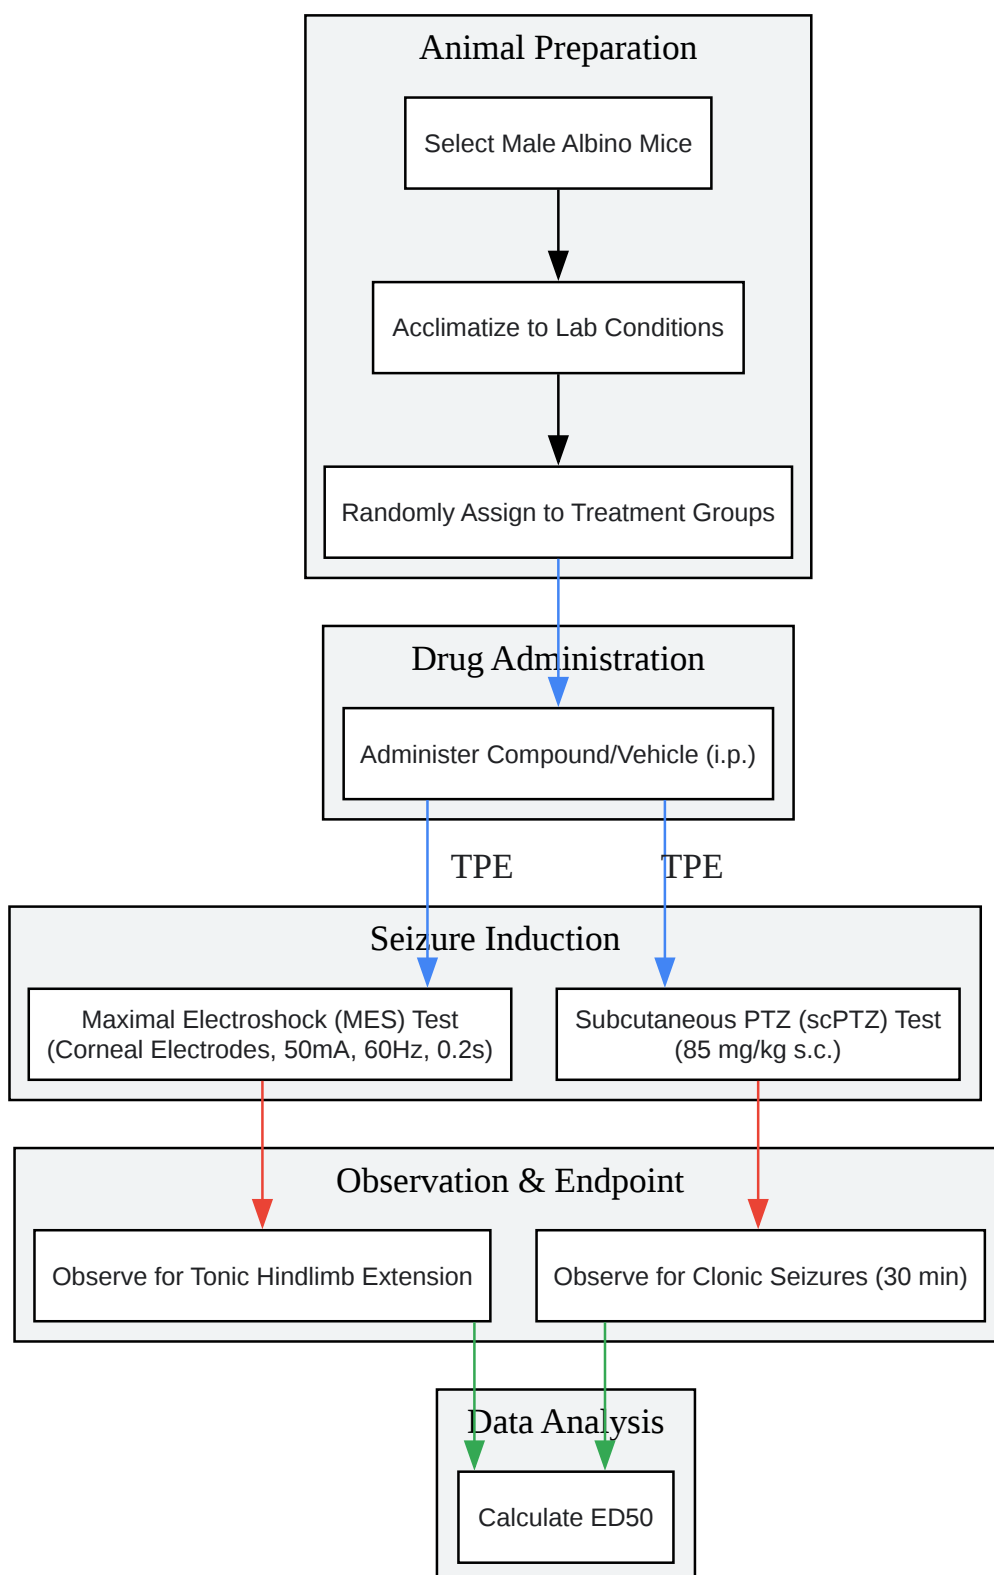 Animal Preparation
Select Male Albino Mice
Acclimatize to Lab Conditions
Randomly Assign to Treatment Groups
Drug Administration
Administer Compound/Vehicle (i.p.)
TPE
TPE
Seizure Induction
Maximal Electroshock (MES) Test
(Corneal Electrodes, 50mA, 60Hz, 0.2s)
Subcutaneous PTZ (scPTZ) Test
(85 mg/kg s.c.)
Observation & Endpoint
Observe for Tonic Hindlimb Extension
Observe for Clonic Seizures (30 min)
Data Analysis
Calculate ED50